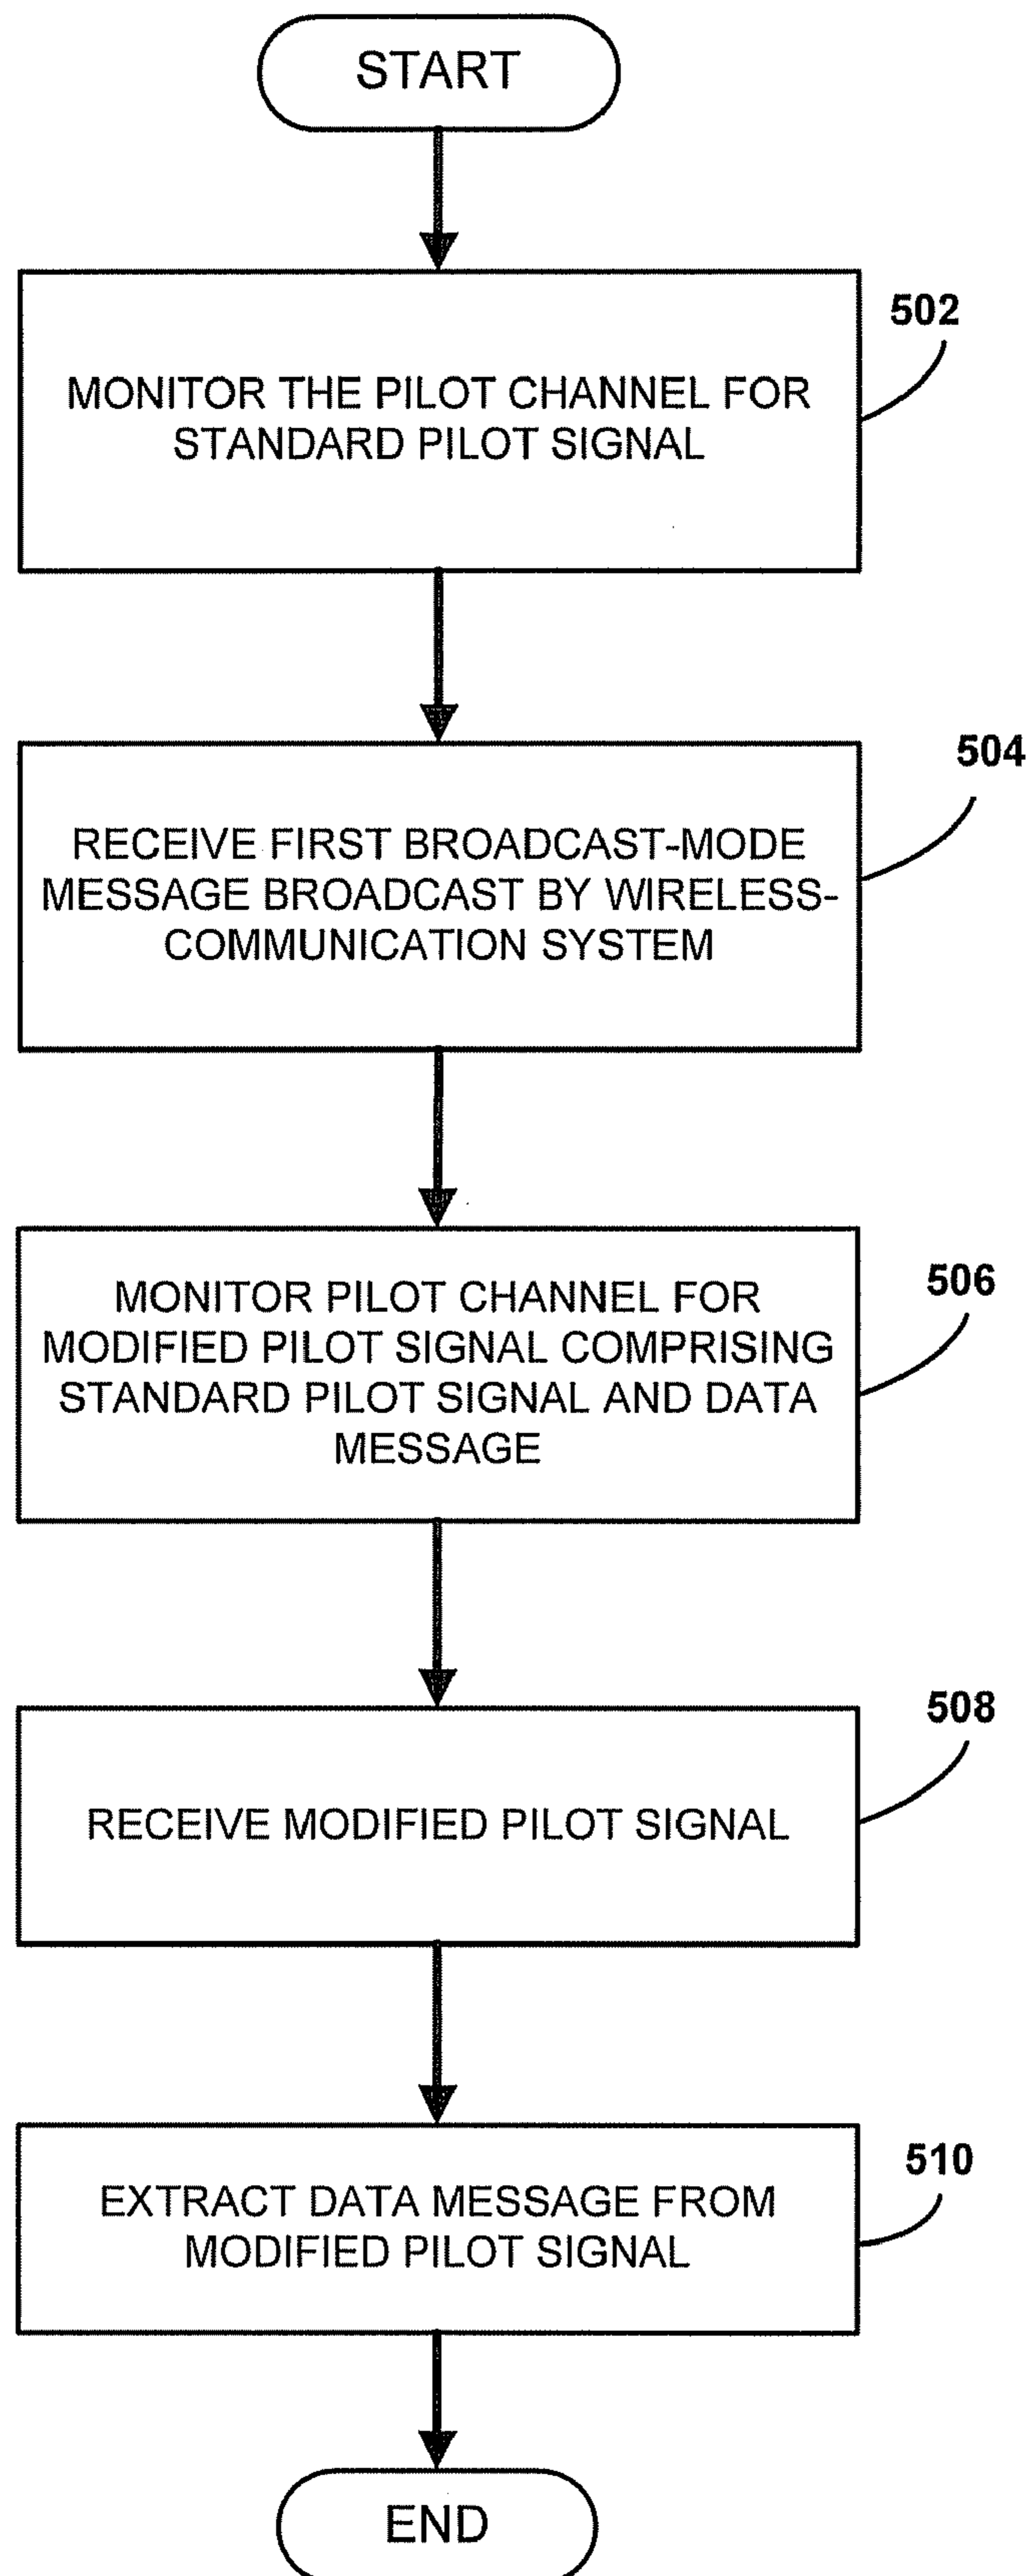 START
502
MONITOR THE PILOT CHANNEL FOR
STANDARD PILOT SIGNAL
504
RECEIVE FIRST BROADCAST-MODE
MESSAGE BROADCAST BY WIRELESS-
COMMUNICATION SYSTEM
506
MONITOR PILOT CHANNEL FOR
MODIFIED PILOT SIGNAL COMPRISING
STANDARD PILOT SIGNAL AND DATA
MESSAGE
508
RECEIVE MODIFIED PILOT SIGNAL
510
EXTRACT DATA MESSAGE FROM
MODIFIED PILOT SIGNAL
END